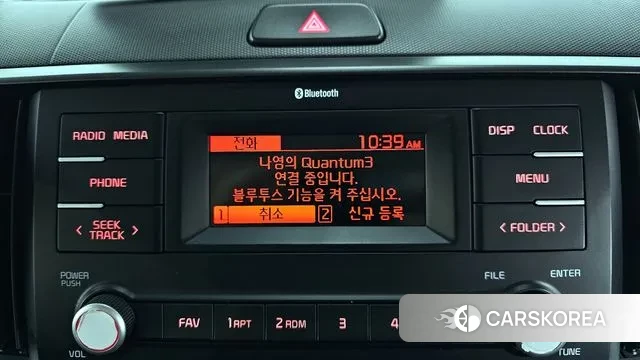 Bluetooth
RADIO MEDIA
전화 10:39 AM
DISP CLOCK
나영의 Quantum3
연결 중입니다.
블루투스 기능을 켜 주십시오.
PHONE
MENU
1 취소 2 신규 등록
< SEEK TRACK >
< FOLDER >
POWER
PUSH
FILE
ENTER
VOL
FAV
1 RPT
2 RDM
3
4
TUNE
CARSKOREA